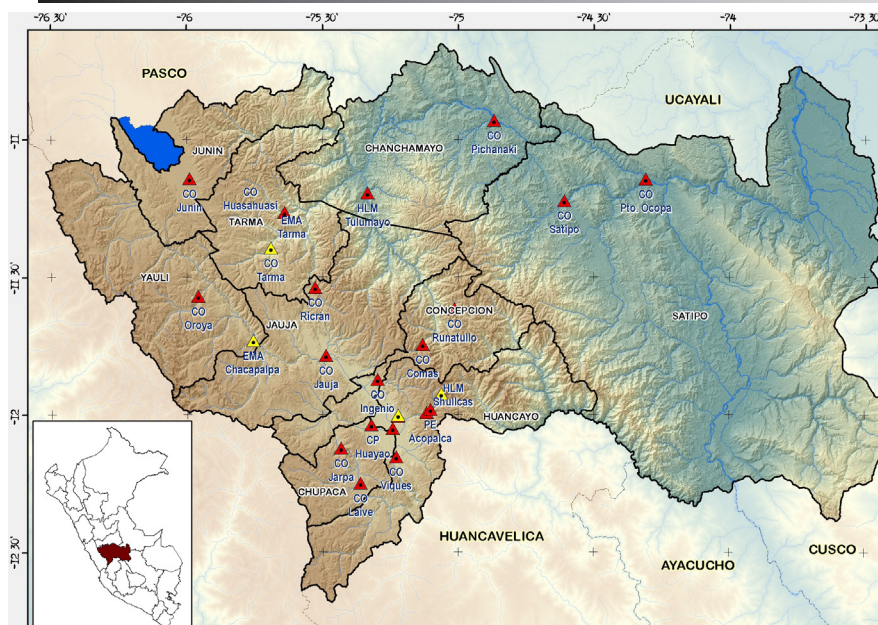 -76 30'
-76
-75 30'
-75
-74 30'
-74
-73 30'
PASCO
UCAYALI
-11
JUNIN
CHANCHAMAYO
CO
Pichanaki
CO
Junin
CO
Huasahuasi
TARMA
EMA
Tarma
HLM
Tulumayo
CO
Satipo
CO
Pto. Ocopa
CO
Tarma
-11 30'
YAULI
CO
Oroya
CO
Ricran
JAUJA
CONCEPCION
CO
Runatullo
SATIPO
EMA
Chacapalpa
CO
Jauja
CO
Comas
CO
Ingenio
HLM
Shullcas
-12
HUANCAYO
CP
Huayao
PE
Acopalca
CO
Jarpa
CO
Viques
CHUPACA
CO
Laive
HUANCAVELICA
-12 30'
AYACUCHO
CUSCO